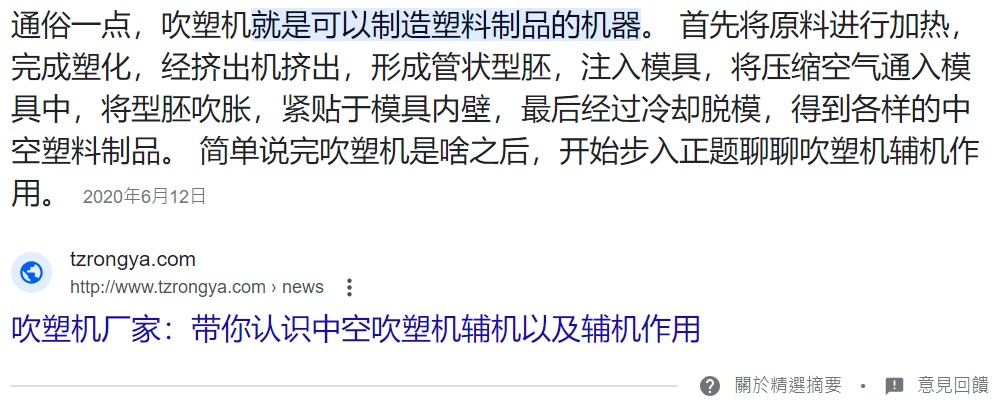 通俗一点，吹塑机就是可以制造塑料制品的机器。 首先将原料进行加热，
完成塑化，经挤出机挤出，形成管状型胚，注入模具，将压缩空气通入模
具中，将型胚吹胀，紧贴于模具内壁，最后经过冷却脱模，得到各样的中
空塑料制品。 简单说完吹塑机是啥之后，开始步入正题聊聊吹塑机辅机作
用。 2020年6月12日
tzrongya.com
http://www.tzrongya.com › news
吹塑机厂家：带你认识中空吹塑机辅机以及辅机作用
關於精選摘要 • 意見回饋